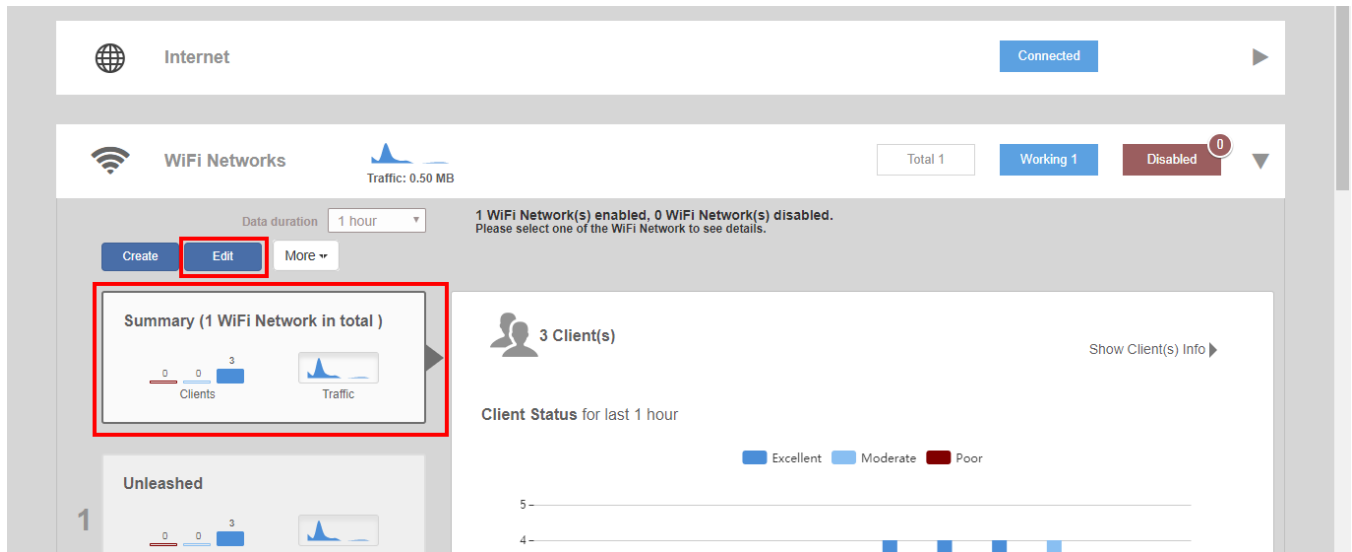 Internet
Connected
WiFi Networks
Traffic: 0.50 MB
Total 1
Working 1
Disabled
0
Data duration
1 hour
1 WiFi Network(s) enabled, 0 WiFi Network(s) disabled.
Please select one of the WiFi Network to see details.
Create
Edit
More
Summary (1 WiFi Network in total )
0 0 3
Clients
Traffic
3 Client(s)
Show Client(s) Info
Client Status for last 1 hour
Excellent Moderate Poor
5
4
1
Unleashed
0 0 3